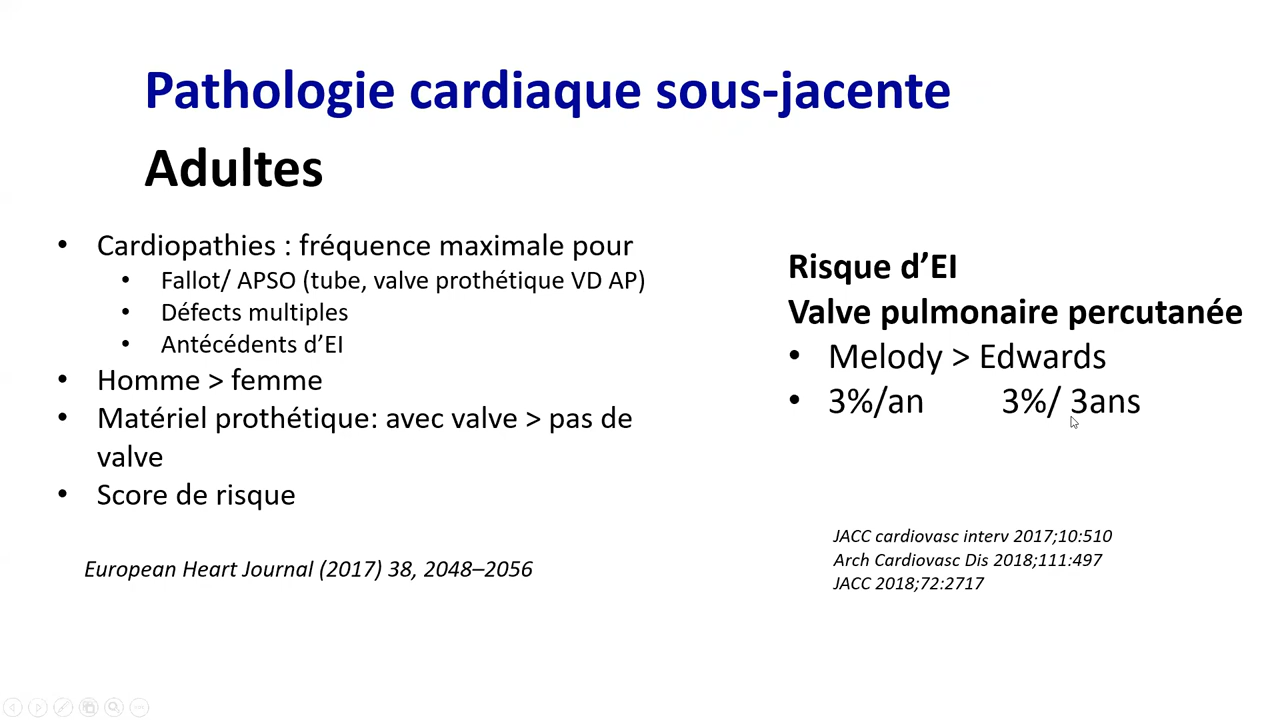 Pathologie cardiaque sous-jacente
Adultes
• Cardiopathies : fréquence maximale pour
• Fallot/ APSO (tube, valve prothétique VD AP)
• Défects multiples
• Antécédents d’EI
• Homme > femme
• Matériel prothétique: avec valve > pas de
valve
• Score de risque
European Heart Journal (2017) 38, 2048–2056
Risque d’EI
Valve pulmonaire percutanée
• Melody > Edwards
• 3%/an 3%/ 3ans
JACC cardiovasc interv 2017;10:510
Arch Cardiovasc Dis 2018;111:497
JACC 2018;72:2717